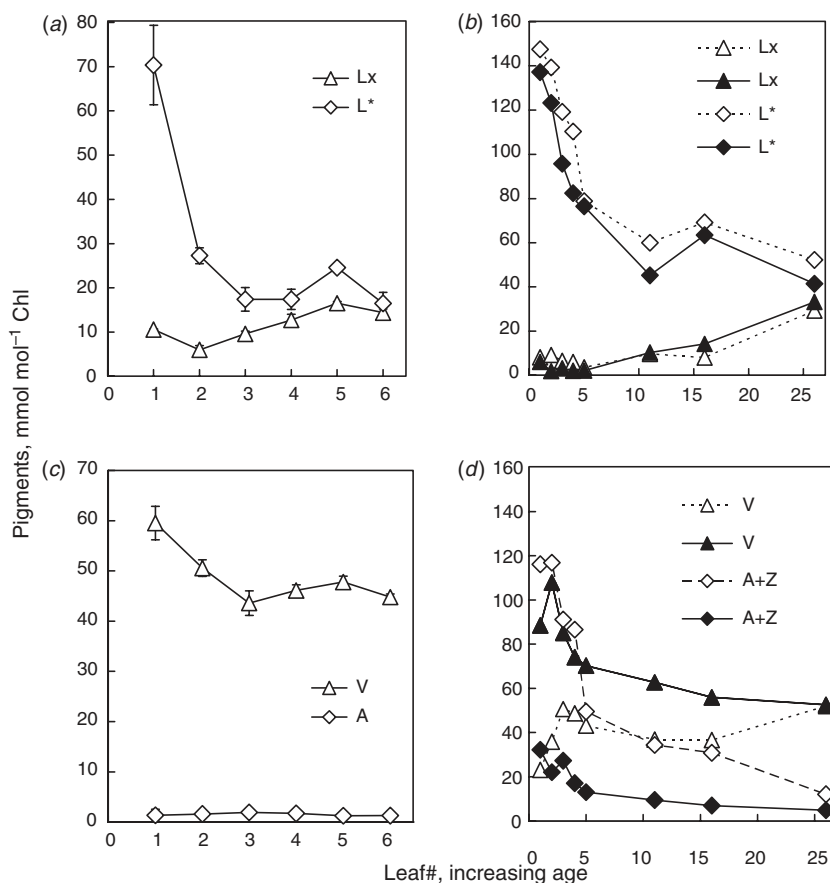 (a)
80
70
60
50
40
30
20
10
0
0 1 2 3 4 5 6
Lx
L*
(b)
160
140
120
100
80
60
40
20
0
0 5 10 15 20 25
Lx
Lx
L*
L*
(c)
70
60
50
40
30
20
10
0
0 1 2 3 4 5 6
V
A
(d)
160
140
120
100
80
60
40
20
0
0 5 10 15 20 25
V
V
A+Z
A+Z
Pigments, mmol mol⁻¹ Chl
Leaf#, increasing age